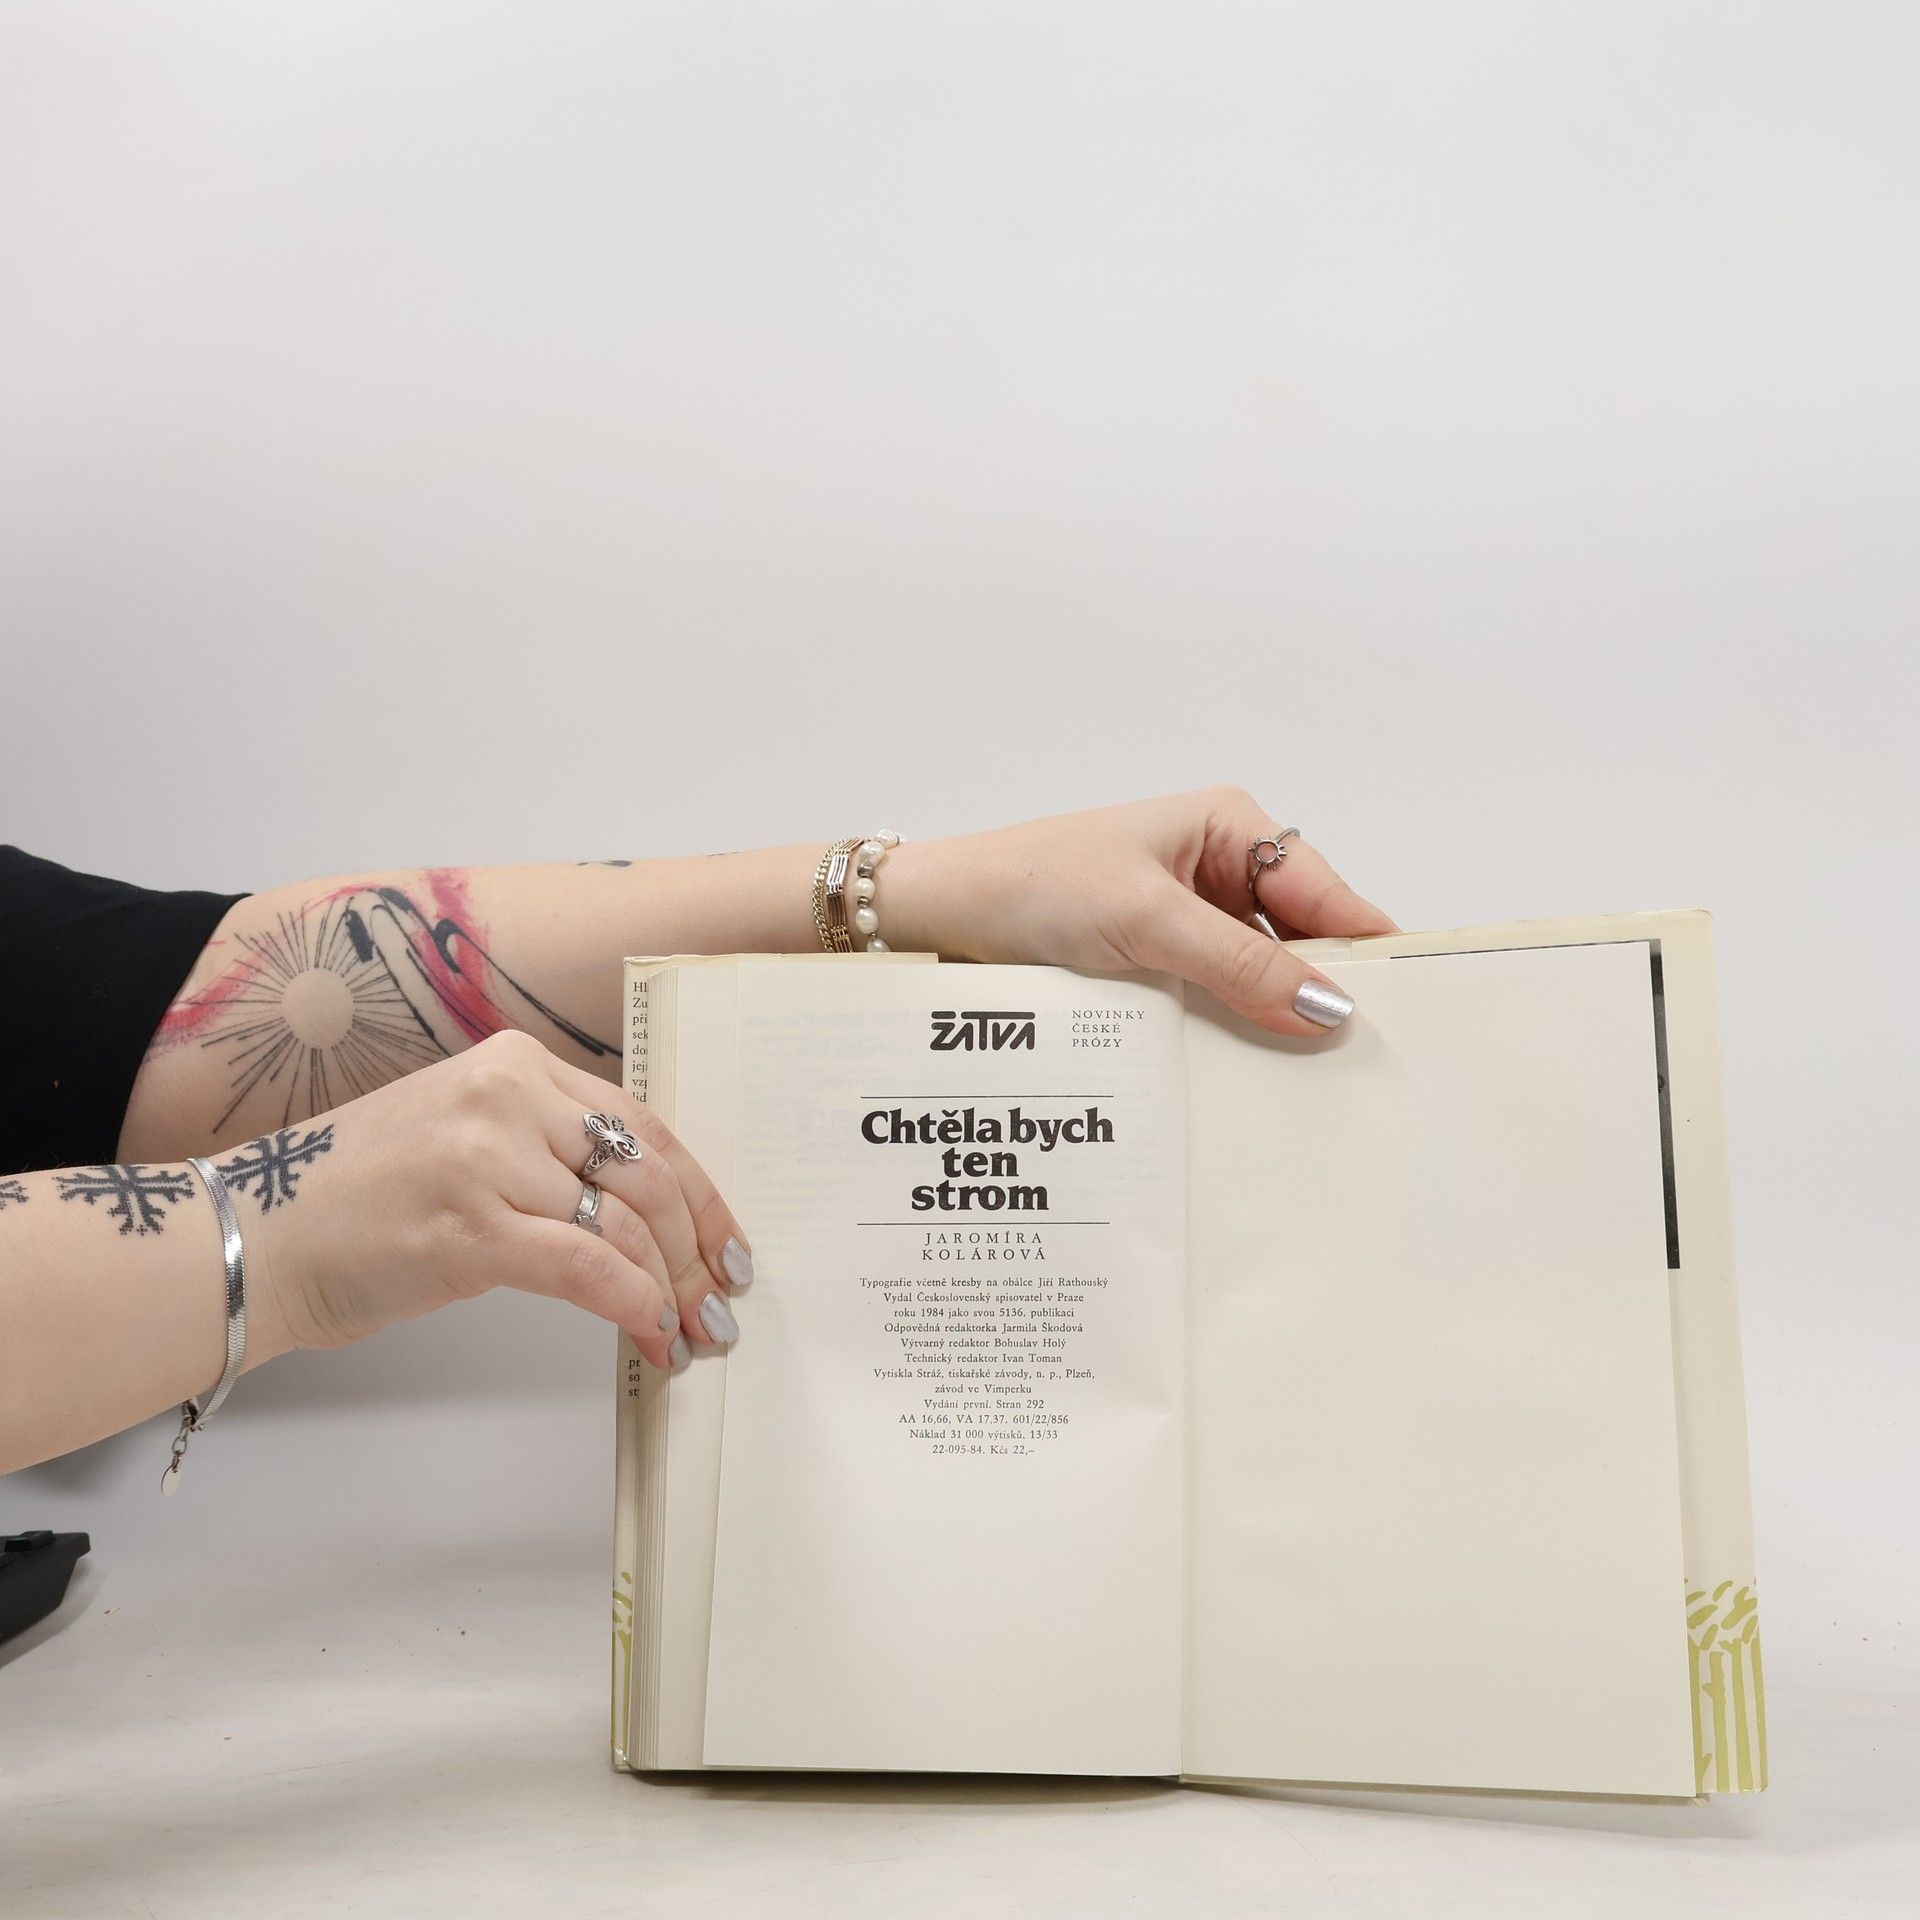 ŽATVA
NOVINKY
ČESKÉ
PRÓZY
Chtěla bych
ten
strom
JAROMÍRA
KOLÁROVÁ
Typografie včetně kresby na obálce Jiří Rathouský
Vydal Československý spisovatel v Praze
roku 1984 jako svou 5136. publikaci
Odpovědná redaktorka Jarmila Škodová
Výtvarný redaktor Bohuslav Holý
Technický redaktor Ivan Toman
Vytiskla Stráž, tiskařské závody, n. p., Plzeň,
závod ve Vimperku
Vydání první. Stran 292
AA 16,66, VA 17,37. 601/22/856
Náklad 31 000 výtisků. 13/33
22-095-84. Kčs 22,–